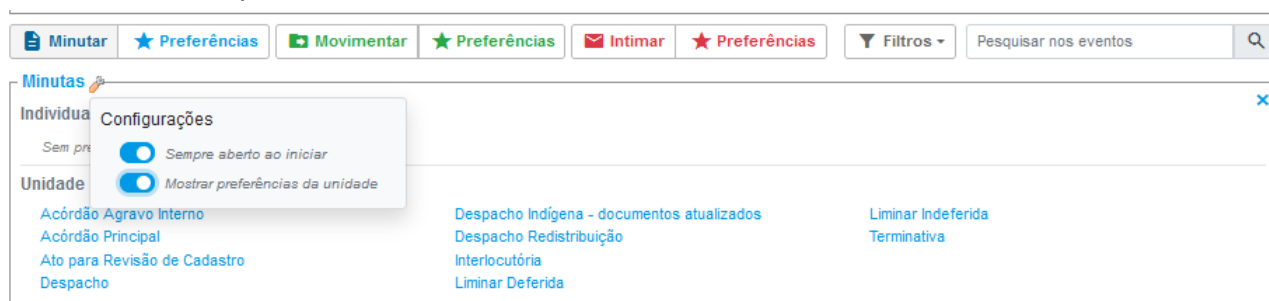 Minutar Preferências Movimentar Preferências Intimar Preferências Filtros Pesquisar nos eventos
Minutas
Individua
Configurações
Sem pre
Sempre aberto ao iniciar
Mostrar preferências da unidade
Unidade
Acórdão Agravo Interno Despacho Indígena - documentos atualizados Liminar Indeferida
Acórdão Principal Despacho Redistribuição Terminativa
Ato para Revisão de Cadastro Interlocutória
Despacho Liminar Deferida